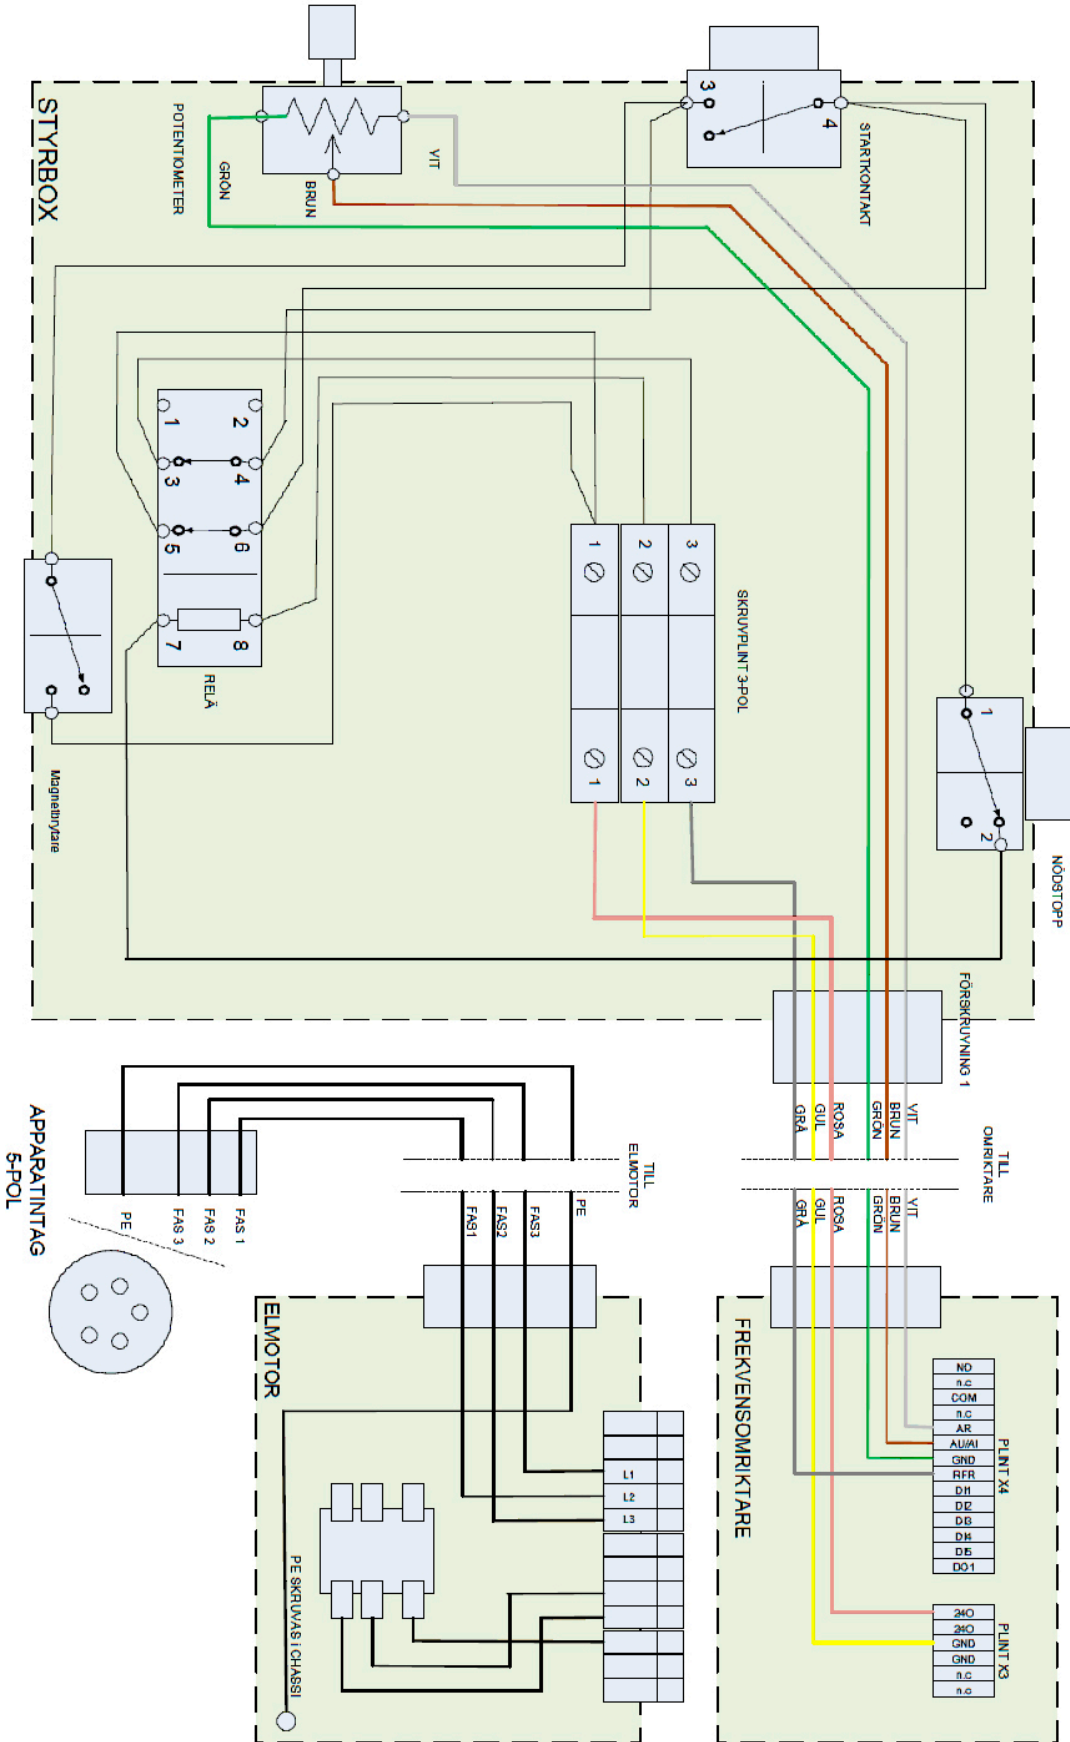 STYRBOX
POTENTIOMETER
GRÖN
BRUN
VIT
3
4
STARTKONTAKT
1
2
3
4
5
6
7
8
RELÄ
Magnetbrytare
1
2
3
1
2
3
SKRUVPLINT 3-POL
1
2
NÖDSTOPP
FÖRSKRUVNING 1
GRÅ
GUL
ROSA
GRÖN
BRUN
VIT
TILL
OMRIKTARE
GRÅ
GUL
ROSA
GRÖN
BRUN
VIT
APPARATINTAG
5-POL
PE
FAS 3
FAS 2
FAS 1
TILL
ELMOTOR
FAS1
FAS2
FAS3
PE
ELMOTOR
L1
L2
L3
PE SKRUVAS I CHASSI
FREKVENSOMRIKTARE
NO
n.c
COM
n.c
AR
AU/AI
GND
RFR
DI1
DI2
DI3
DI4
DI5
DO1
PLINT X4
24O
24O
GND
GND
n.c
n.c
PLINT X3